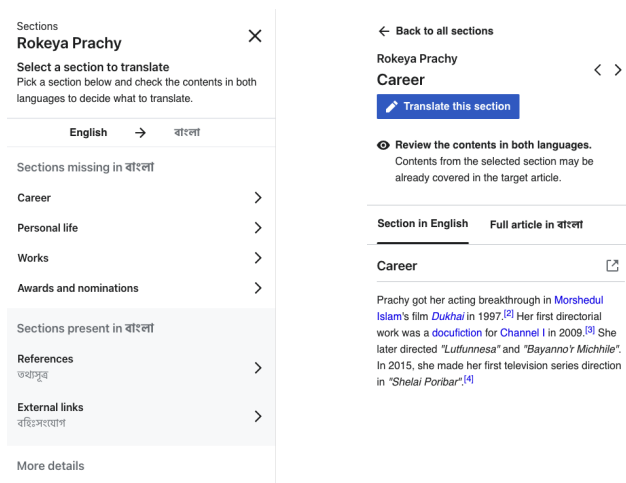 Sections
Rokeya Prachy
Select a section to translate
Pick a section below and check the contents in both
languages to decide what to translate.
English → বাংলা
Sections missing in বাংলা
Career
Personal life
Works
Awards and nominations
Sections present in বাংলা
References
তথ্যসূত্র
External links
বহিঃসংযোগ
More details
← Back to all sections
Rokeya Prachy
Career
Translate this section
Review the contents in both languages.
Contents from the selected section may be
already covered in the target article.
Section in English Full article in বাংলা
Career
Prachy got her acting breakthrough in Morshedul
Islam's film Dukhai in 1997.[2] Her first directorial
work was a docufiction for Channel I in 2009.[3] She
later directed "Lutfunnesa" and "Bayanno'r Michhile".
In 2015, she made her first television series direction
in "Shelai Poribar".[4]